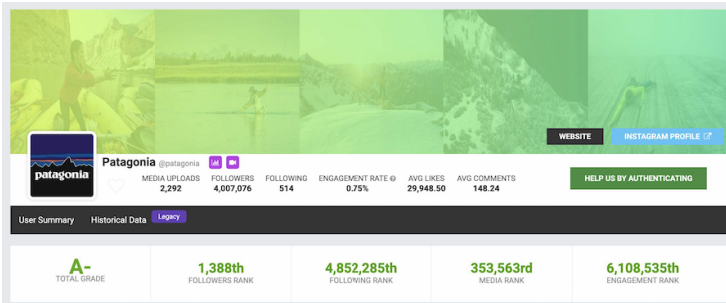 WEBSITE
INSTAGRAM PROFILE
patagonia
Patagonia @patagonia
MEDIA UPLOADS
2,292
FOLLOWERS
4,007,076
FOLLOWING
514
ENGAGEMENT RATE
0.75%
AVG LIKES
29,948.50
AVG COMMENTS
148.24
HELP US BY AUTHENTICATING
User Summary
Historical Data
Legacy
A-
TOTAL GRADE
1,388th
FOLLOWERS RANK
4,852,285th
FOLLOWING RANK
353,563rd
MEDIA RANK
6,108,535th
ENGAGEMENT RANK